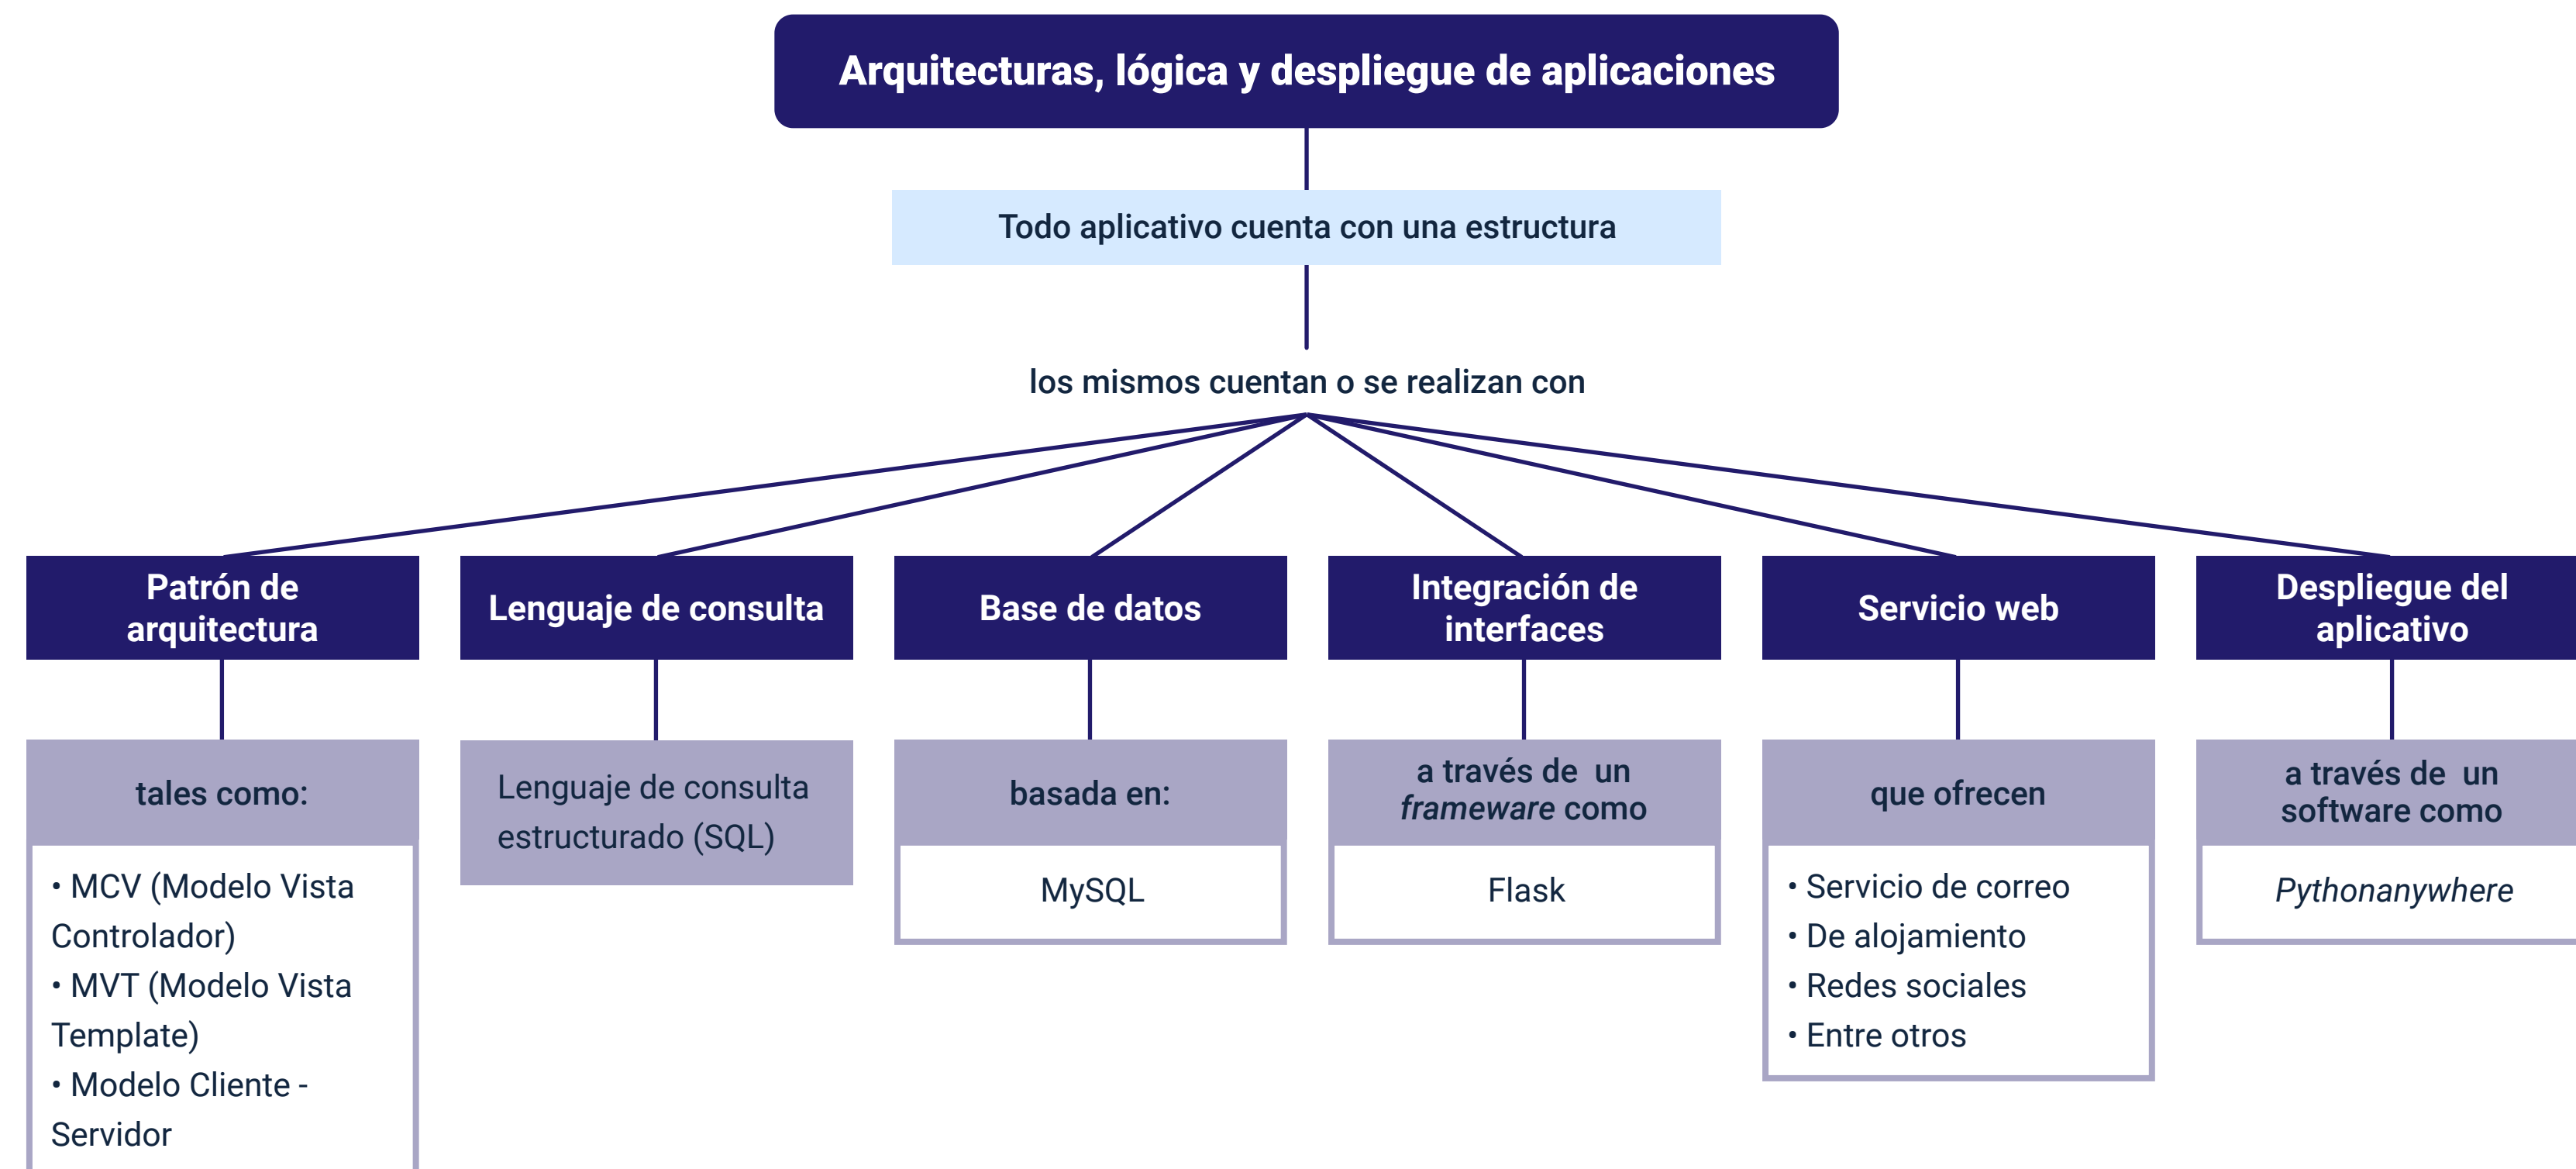 Arquitecturas, lógica y despliegue de aplicaciones
Todo aplicativo cuenta con una estructura
los mismos cuentan o se realizan con
Patrón de
arquitectura
tales como:
• MCV (Modelo Vista
Controlador)
• MVT (Modelo Vista
Template)
• Modelo Cliente -
Servidor
Lenguaje de consulta
Lenguaje de consulta
estructurado (SQL)
Base de datos
basada en:
MySQL
Integración de
interfaces
a través de un
frameware como
Flask
Servicio web
que ofrecen
• Servicio de correo
• De alojamiento
• Redes sociales
• Entre otros
Despliegue del
aplicativo
a través de un
software como
Pythonanywhere